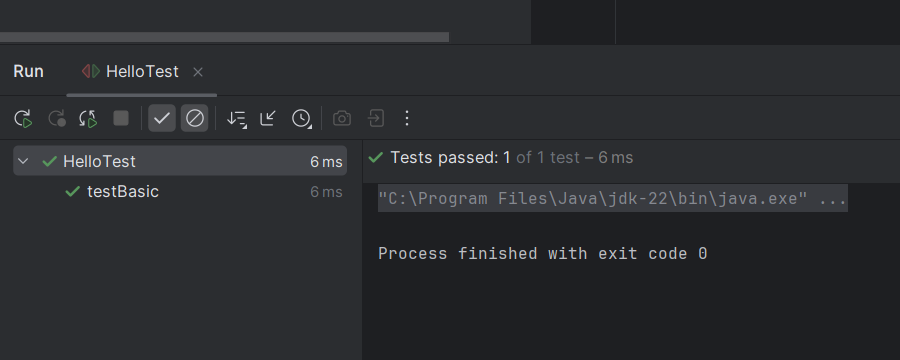 Run HelloTest
HelloTest 6 ms
testBasic 6 ms
Tests passed: 1 of 1 test – 6 ms
"C:\Program Files\Java\jdk-22\bin\java.exe" ...
Process finished with exit code 0